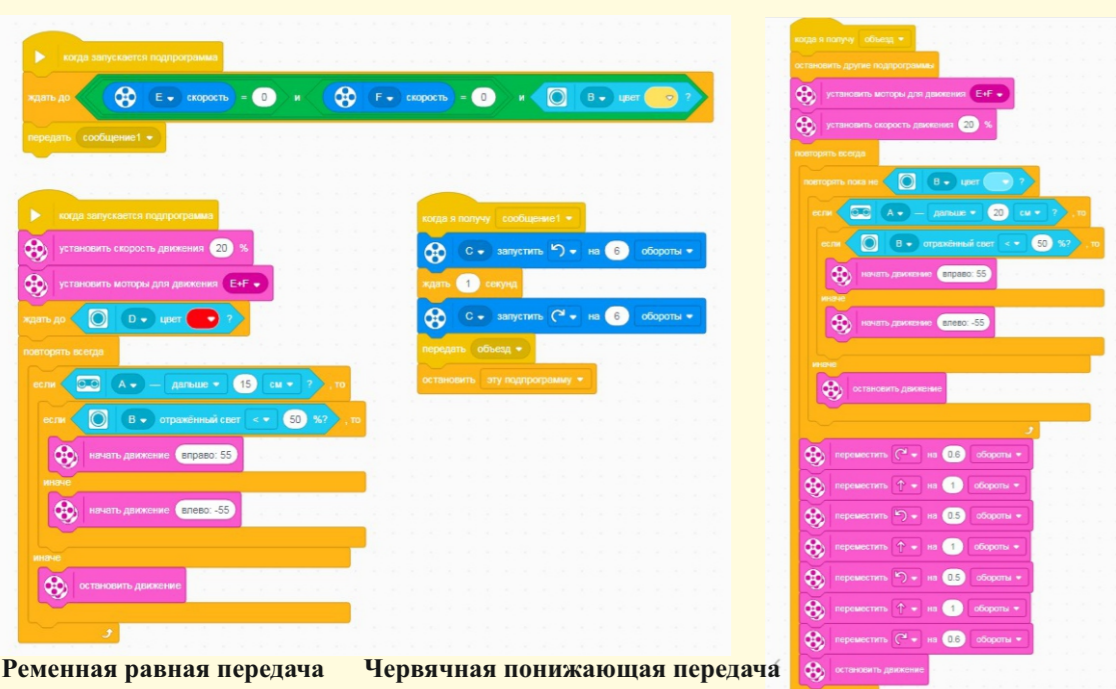 когда запускается подпрограмма
ждать до E скорость = 0 и F скорость = 0 и B цвет ?
передать сообщение1
когда запускается подпрограмма
установить скорость движения 20 %
установить моторы для движения E+F
ждать до D цвет ?
повторять всегда
если A — дальше 15 см ? , то
если B отражённый свет < 50 %? , то
начать движение вправо: 55
иначе
начать движение влево: -55
иначе
остановить движение
когда я получу сообщение1
C запустить на 6 обороты
ждать 1 секунд
C запустить на 6 обороты
передать объезд
остановить эту подпрограмму
когда я получу объезд
остановить другие подпрограммы
установить моторы для движения E+F
установить скорость движения 20 %
повторять всегда
повторять пока не B цвет ?
если A — дальше 20 см ? , то
если B отражённый свет < 50 %? , то
начать движение вправо: 55
иначе
начать движение влево: -55
иначе
остановить движение
переместить на 0.6 обороты
переместить на 1 обороты
переместить на 0.5 обороты
переместить на 1 обороты
переместить на 0.5 обороты
переместить на 1 обороты
переместить на 0.6 обороты
остановить движение
Ременная равная передача Червячная понижающая передача